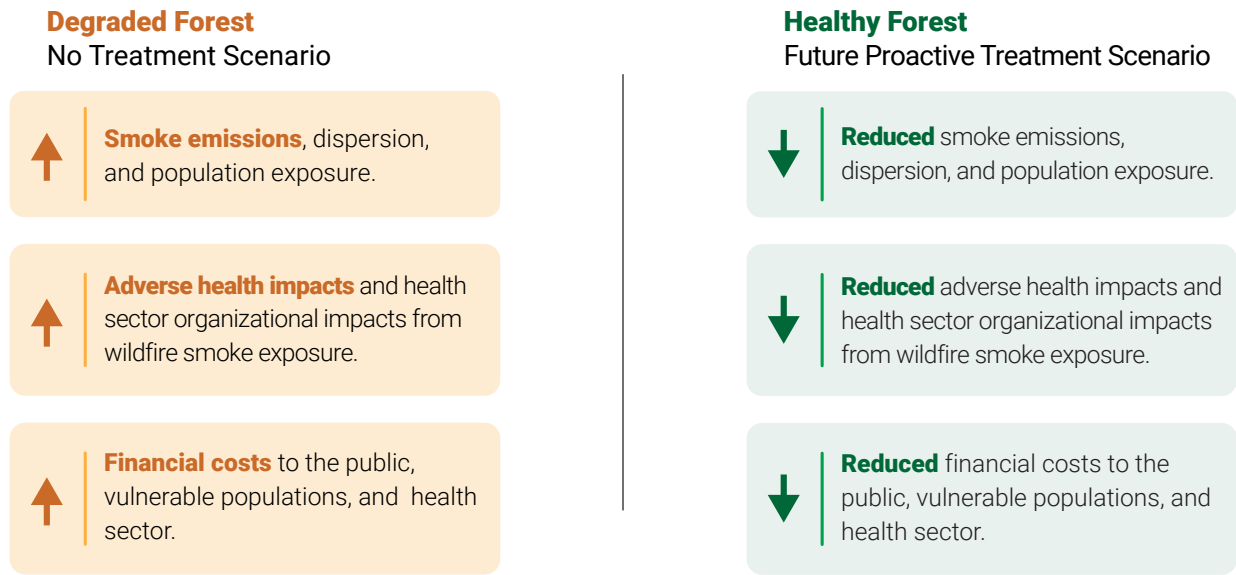 Degraded Forest
No Treatment Scenario
Smoke emissions, dispersion,
and population exposure.
Adverse health impacts and health
sector organizational impacts from
wildfire smoke exposure.
Financial costs to the public,
vulnerable populations, and health
sector.
Healthy Forest
Future Proactive Treatment Scenario
Reduced smoke emissions,
dispersion, and population exposure.
Reduced adverse health impacts and
health sector organizational impacts
from wildfire smoke exposure.
Reduced financial costs to the
public, vulnerable populations, and
health sector.